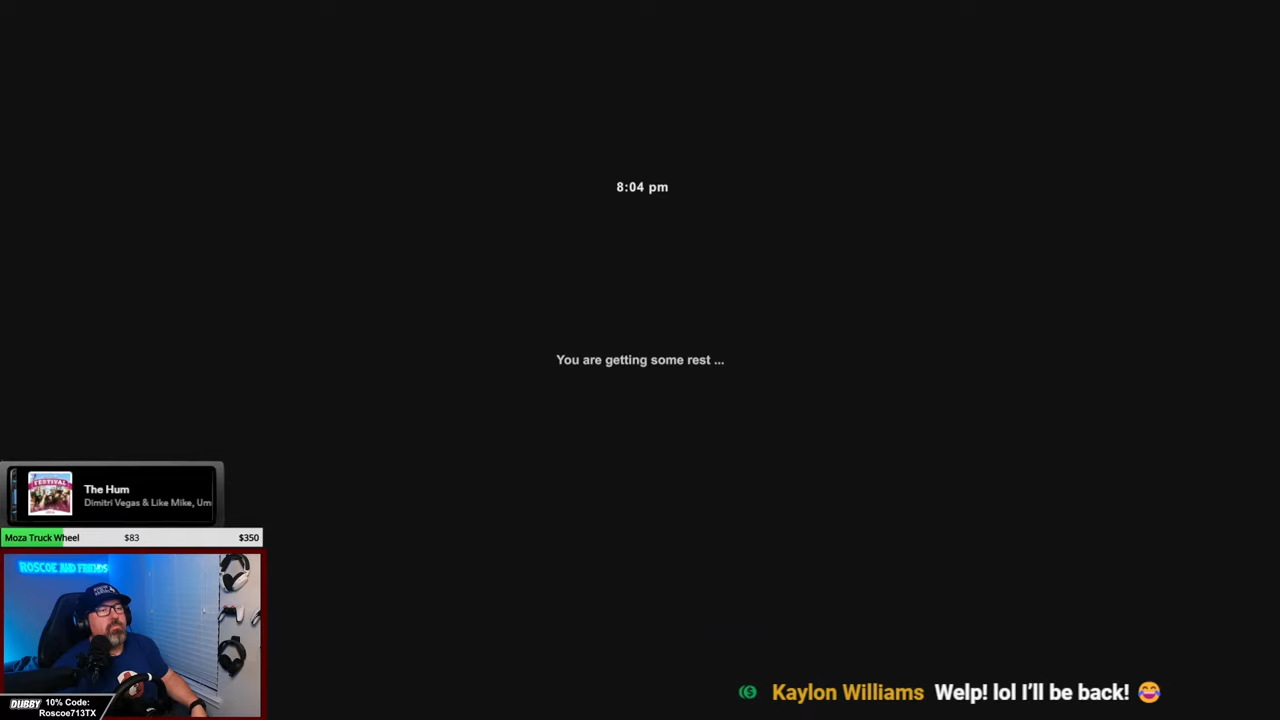 8:04 pm
You are getting some rest ...
FESTIVAL
The Hum
Dimitri Vegas & Like Mike, Um
Moza Truck Wheel $83 $350
ROSCOE AND FRIENDS
DUBBY 10% Code:
Roscoe713TX
Kaylon Williams Welp! lol I'll be back! 😂